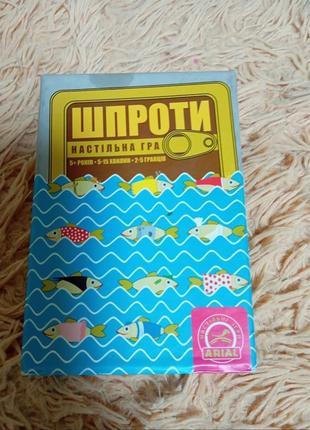 ШПРОТИ
НАСТІЛЬНА ГРА
5+ РОКІВ • 5-15 ХВИЛИН • 2-5 ГРАВЦІВ
ARIAL